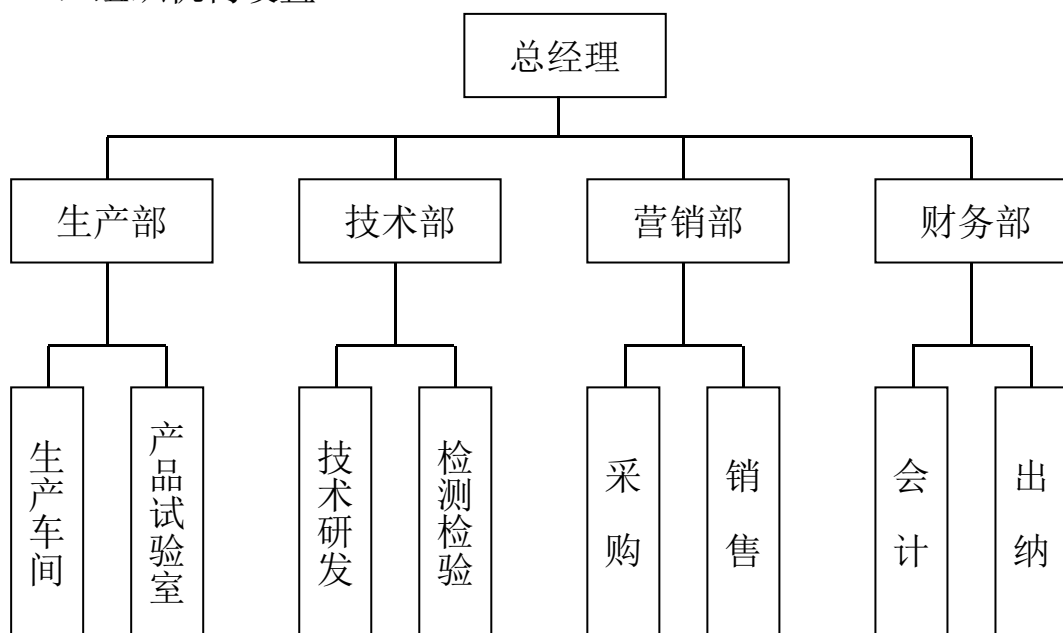 总经理
生产部
技术部
营销部
财务部
生产车间
产品试验室
技术研发
检测检验
采购
销售
会计
出纳